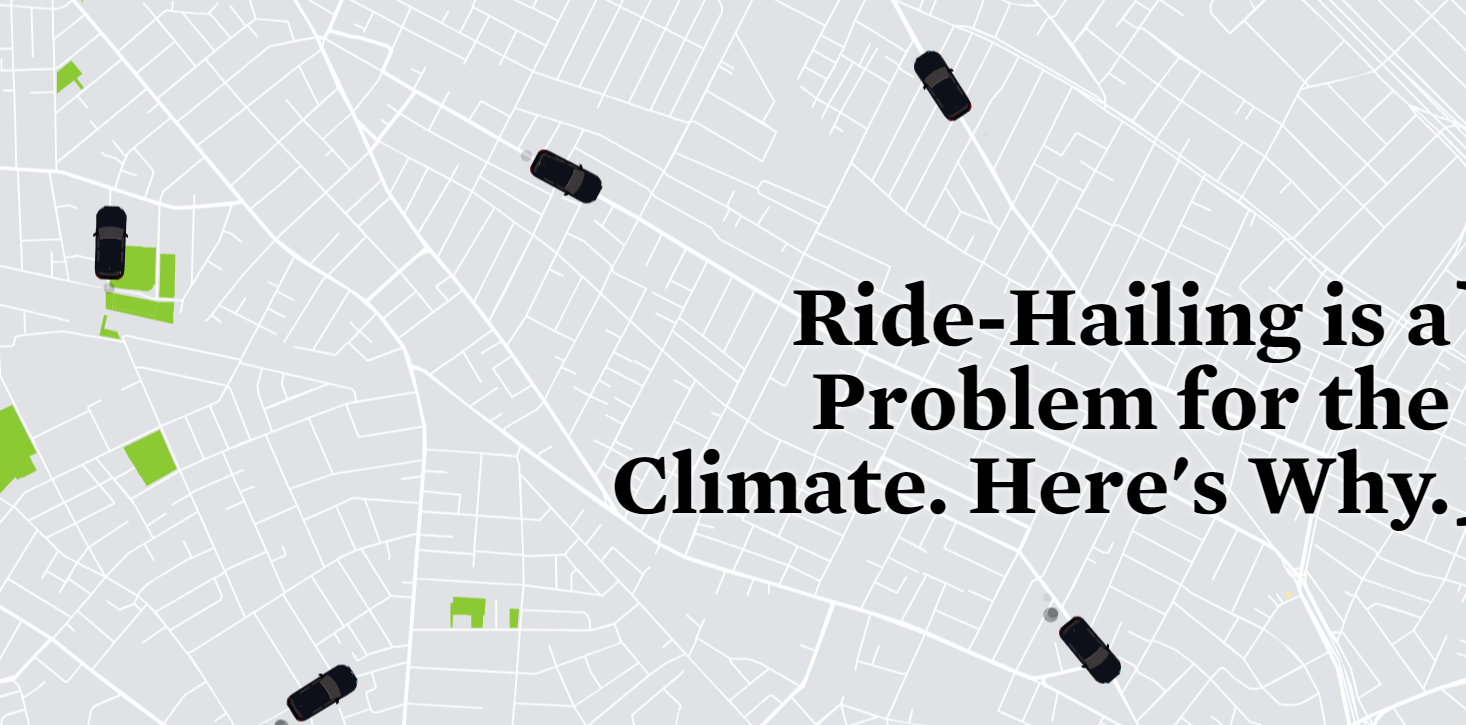 Ride-Hailing is a
Problem for the
Climate. Here's Why.